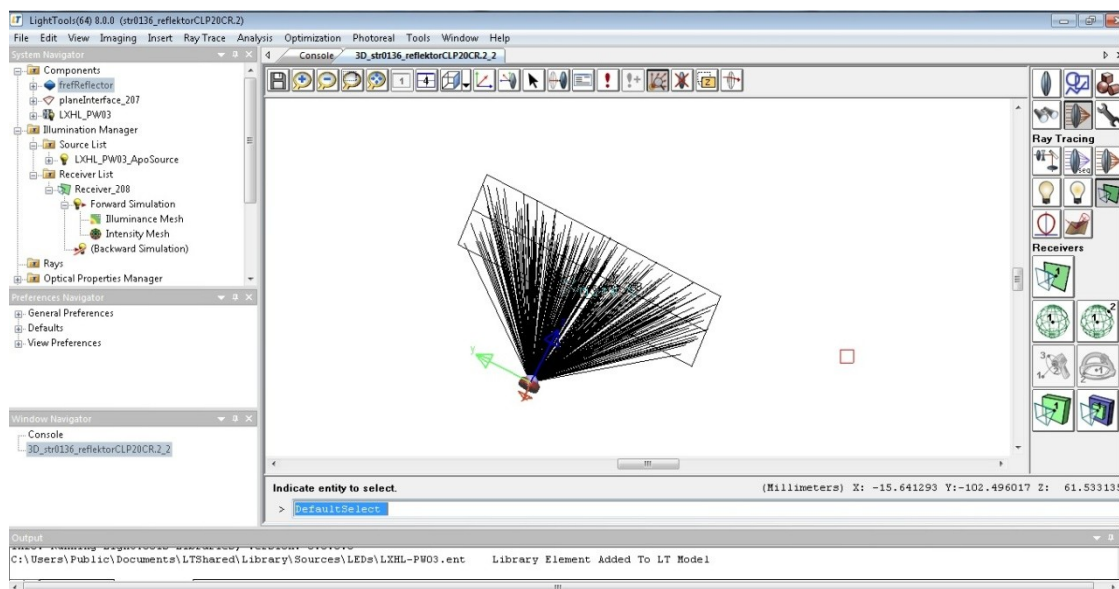 LightTools(64) 8.0.0 (str0136_reflektorCLP20CR.2)
File Edit View Imaging Insert Ray Trace Analysis Optimization Photoreal Tools Window Help
System Navigator
Components
frefReflector
planeInterface_207
LXHL_PW03
Illumination Manager
Source List
LXHL_PW03_ApoSource
Receiver List
Receiver_208
Forward Simulation
Illuminance Mesh
Intensity Mesh
(Backward Simulation)
Rays
Optical Properties Manager
Preferences Navigator
General Preferences
Defaults
View Preferences
Window Navigator
Console
3D_str0136_reflektorCLP20CR.2_2
Console 3D_str0136_reflektorCLP20CR.2_2
Ray Tracing
Receivers
Indicate entity to select.
(Millimeters) X: -15.641293 Y:-102.496017 Z: 61.533135
> DefaultSelect
Output
C:\Users\Public\Documents\LTShared\Library\Sources\LEDs\LXHL-PW03.ent Library Element Added To LT Model